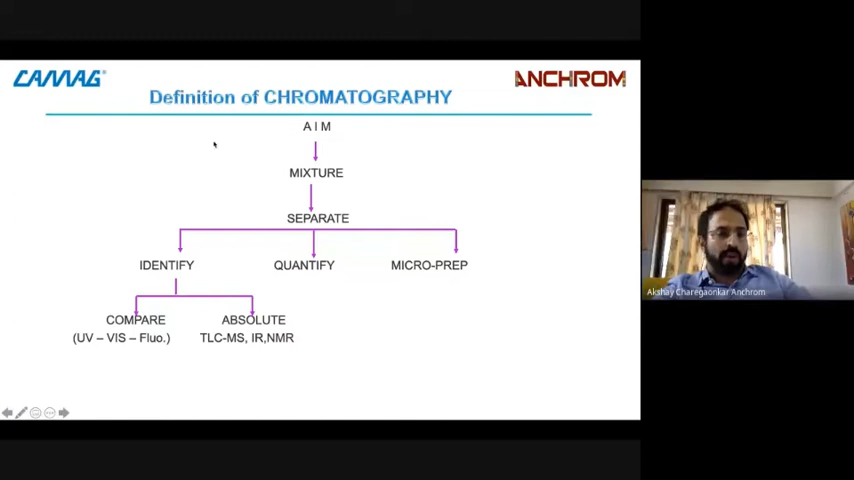 CAMAG®
ANCHROM
Definition of CHROMATOGRAPHY
A I M
MIXTURE
SEPARATE
IDENTIFY QUANTIFY MICRO-PREP
COMPARE ABSOLUTE
(UV – VIS – Fluo.) TLC-MS, IR,NMR
Akshay Charegaonkar Anchrom